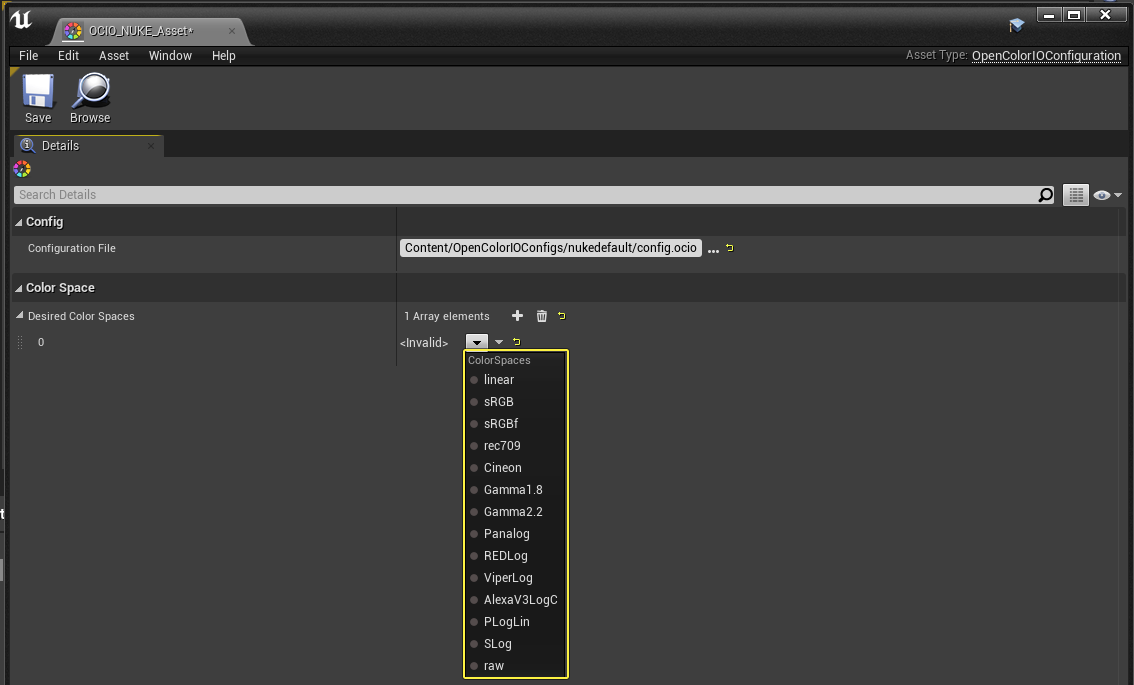 OCIO_NUKE_Asset*
File Edit Asset Window Help Asset Type: OpenColorIOConfiguration
Save Browse
Details
Search Details
Config
Configuration File Content/OpenColorIOConfigs/nukedefault/config.ocio ...
Color Space
Desired Color Spaces 1 Array elements
0 <Invalid>
ColorSpaces
linear
sRGB
sRGBf
rec709
Cineon
Gamma1.8
Gamma2.2
Panalog
REDLog
ViperLog
AlexaV3LogC
PLogLin
SLog
raw